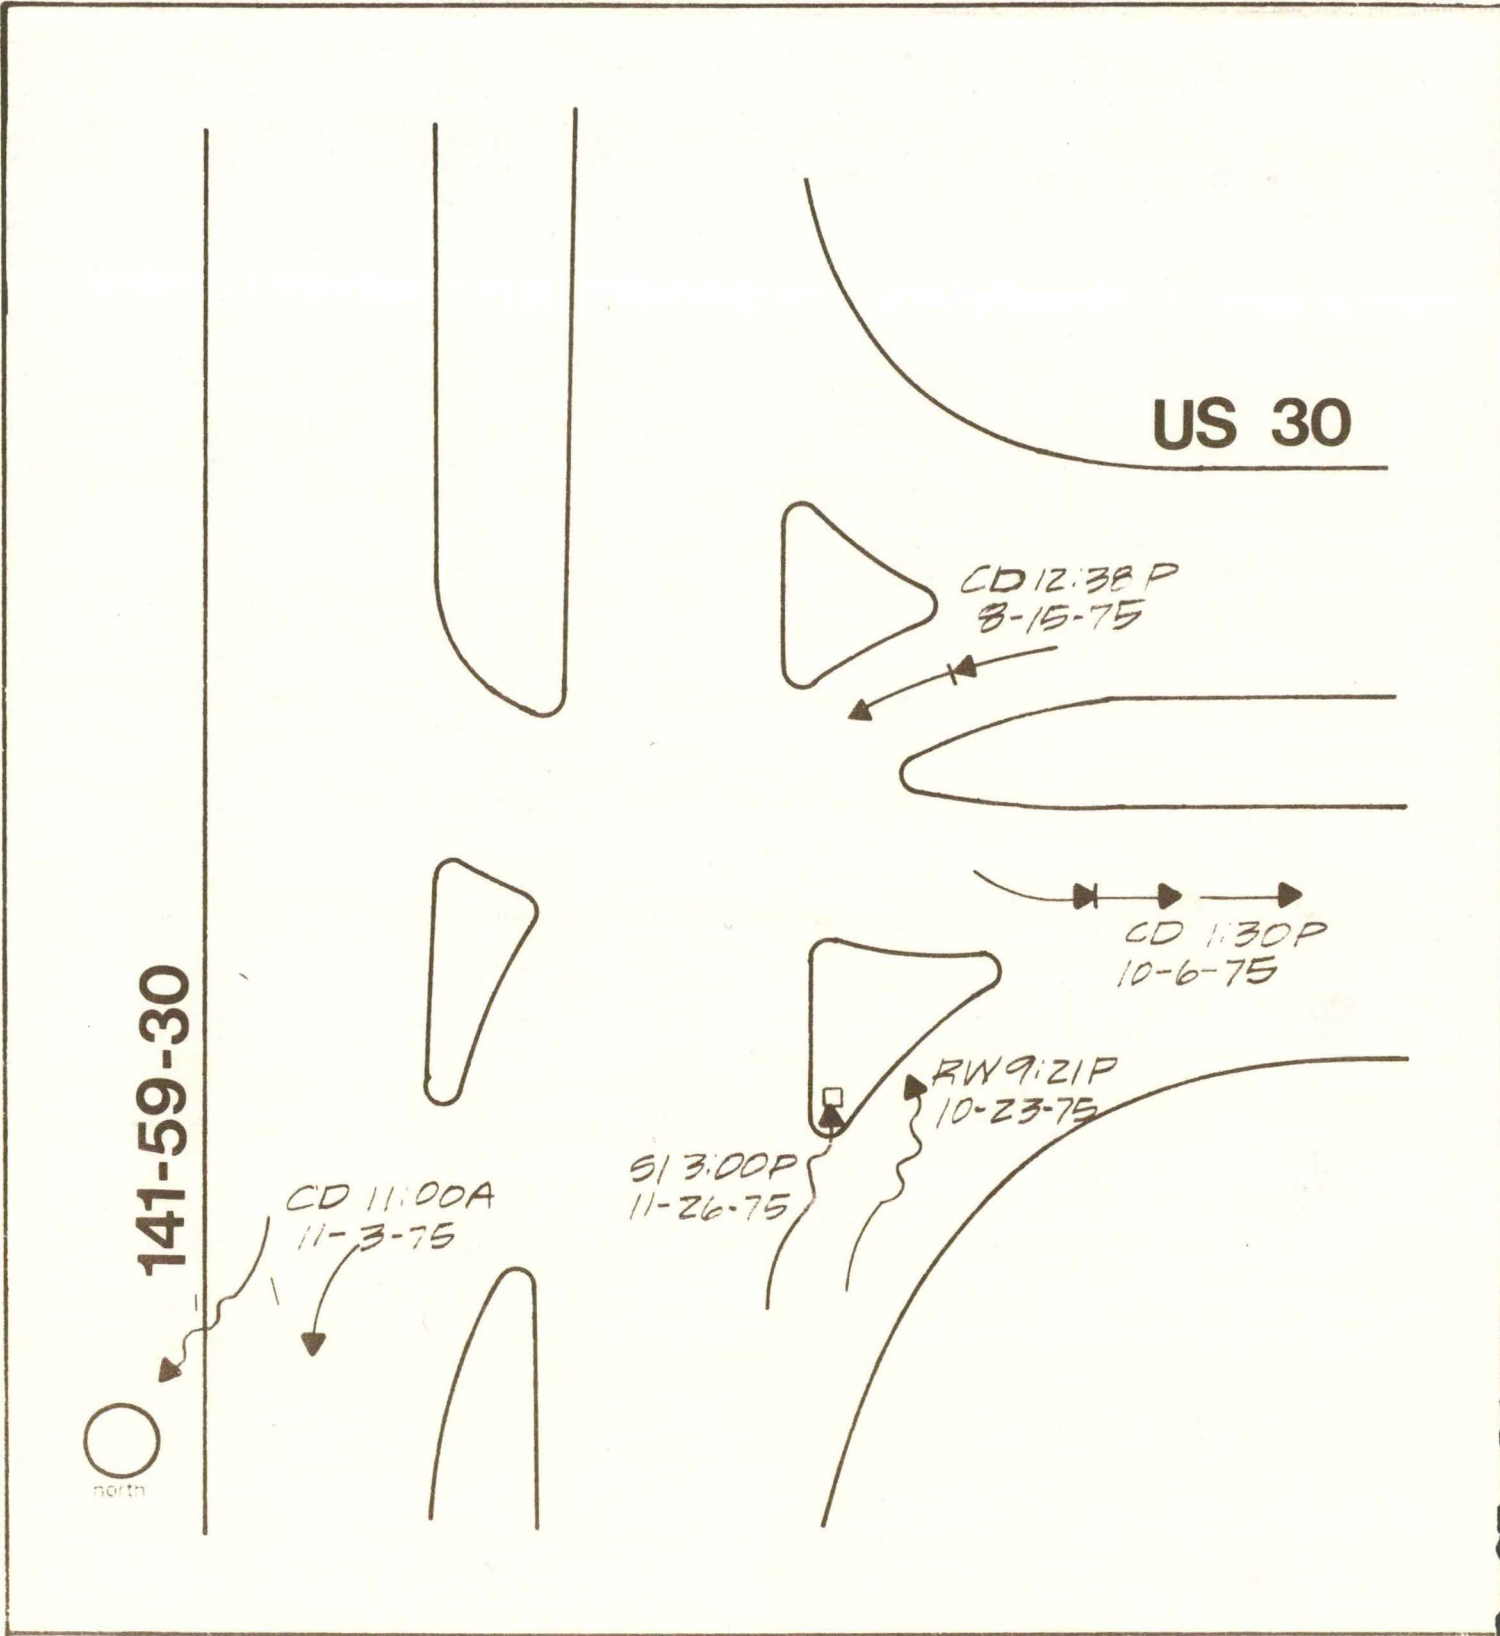 US 30
CD 12:38 P
8-15-75
CD 1:30P
10-6-75
141-59-30
RW 9:21P
10-23-75
SI 3:00P
11-26-75
CD 11:00A
11-3-75
north